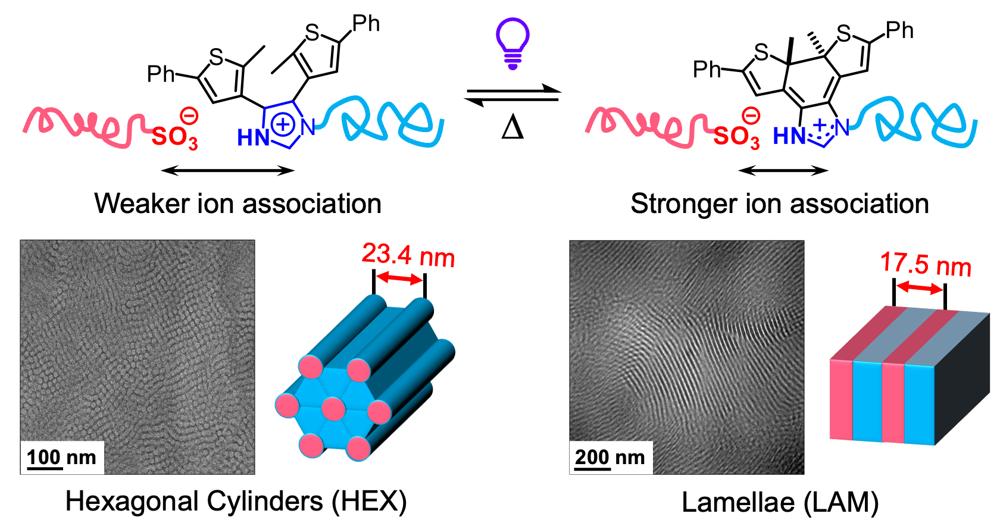 Ph
S
Ph
S
SO3
⊖
HN
+
N
Δ
Ph
S
Ph
S
SO3
⊖
HN
+
N
Weaker ion association
Stronger ion association
23.4 nm
17.5 nm
100 nm
200 nm
Hexagonal Cylinders (HEX)
Lamellae (LAM)